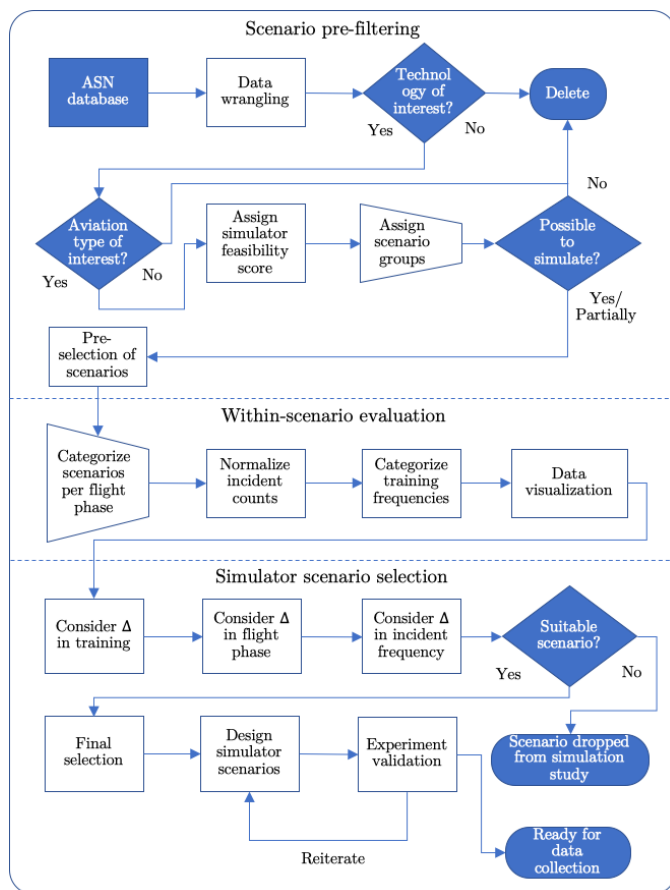 Scenario pre-filtering
ASN
database
Data
wrangling
Technol
ogy of
interest?
Delete
Yes
No
No
Aviation
type of
interest?
Assign
simulator
feasibility
score
Assign
scenario
groups
Possible
to
simulate?
Yes
No
Yes/
Partially
Pre-
selection of
scenarios
Within-scenario evaluation
Categorize
scenarios
per flight
phase
Normalize
incident
counts
Categorize
training
frequencies
Data
visualization
Simulator scenario selection
Consider Δ
in training
Consider Δ
in flight
phase
Consider Δ
in incident
frequency
Suitable
scenario?
Yes
No
Final
selection
Design
simulator
scenarios
Experiment
validation
Scenario dropped
from simulation
study
Reiterate
Ready for
data
collection